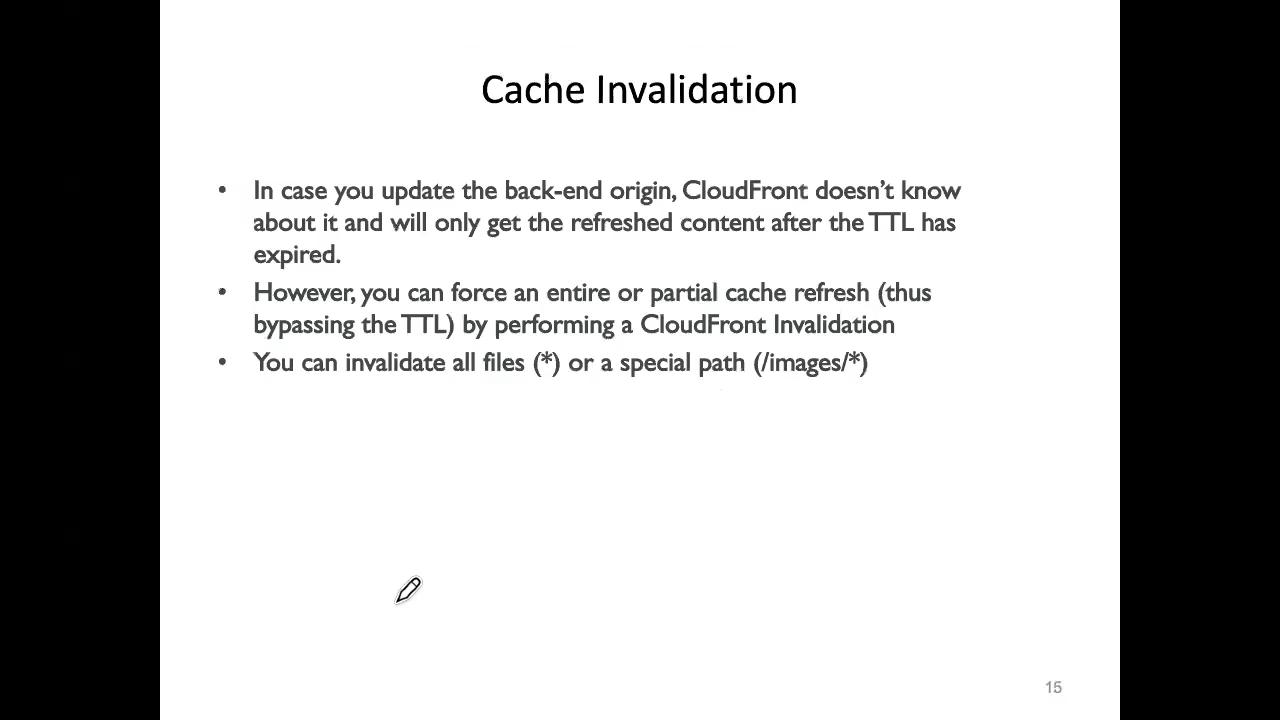 Cache Invalidation
• In case you update the back-end origin, CloudFront doesn’t know
about it and will only get the refreshed content after the TTL has
expired.
• However, you can force an entire or partial cache refresh (thus
bypassing the TTL) by performing a CloudFront Invalidation
• You can invalidate all files (*) or a special path (/images/*)
15